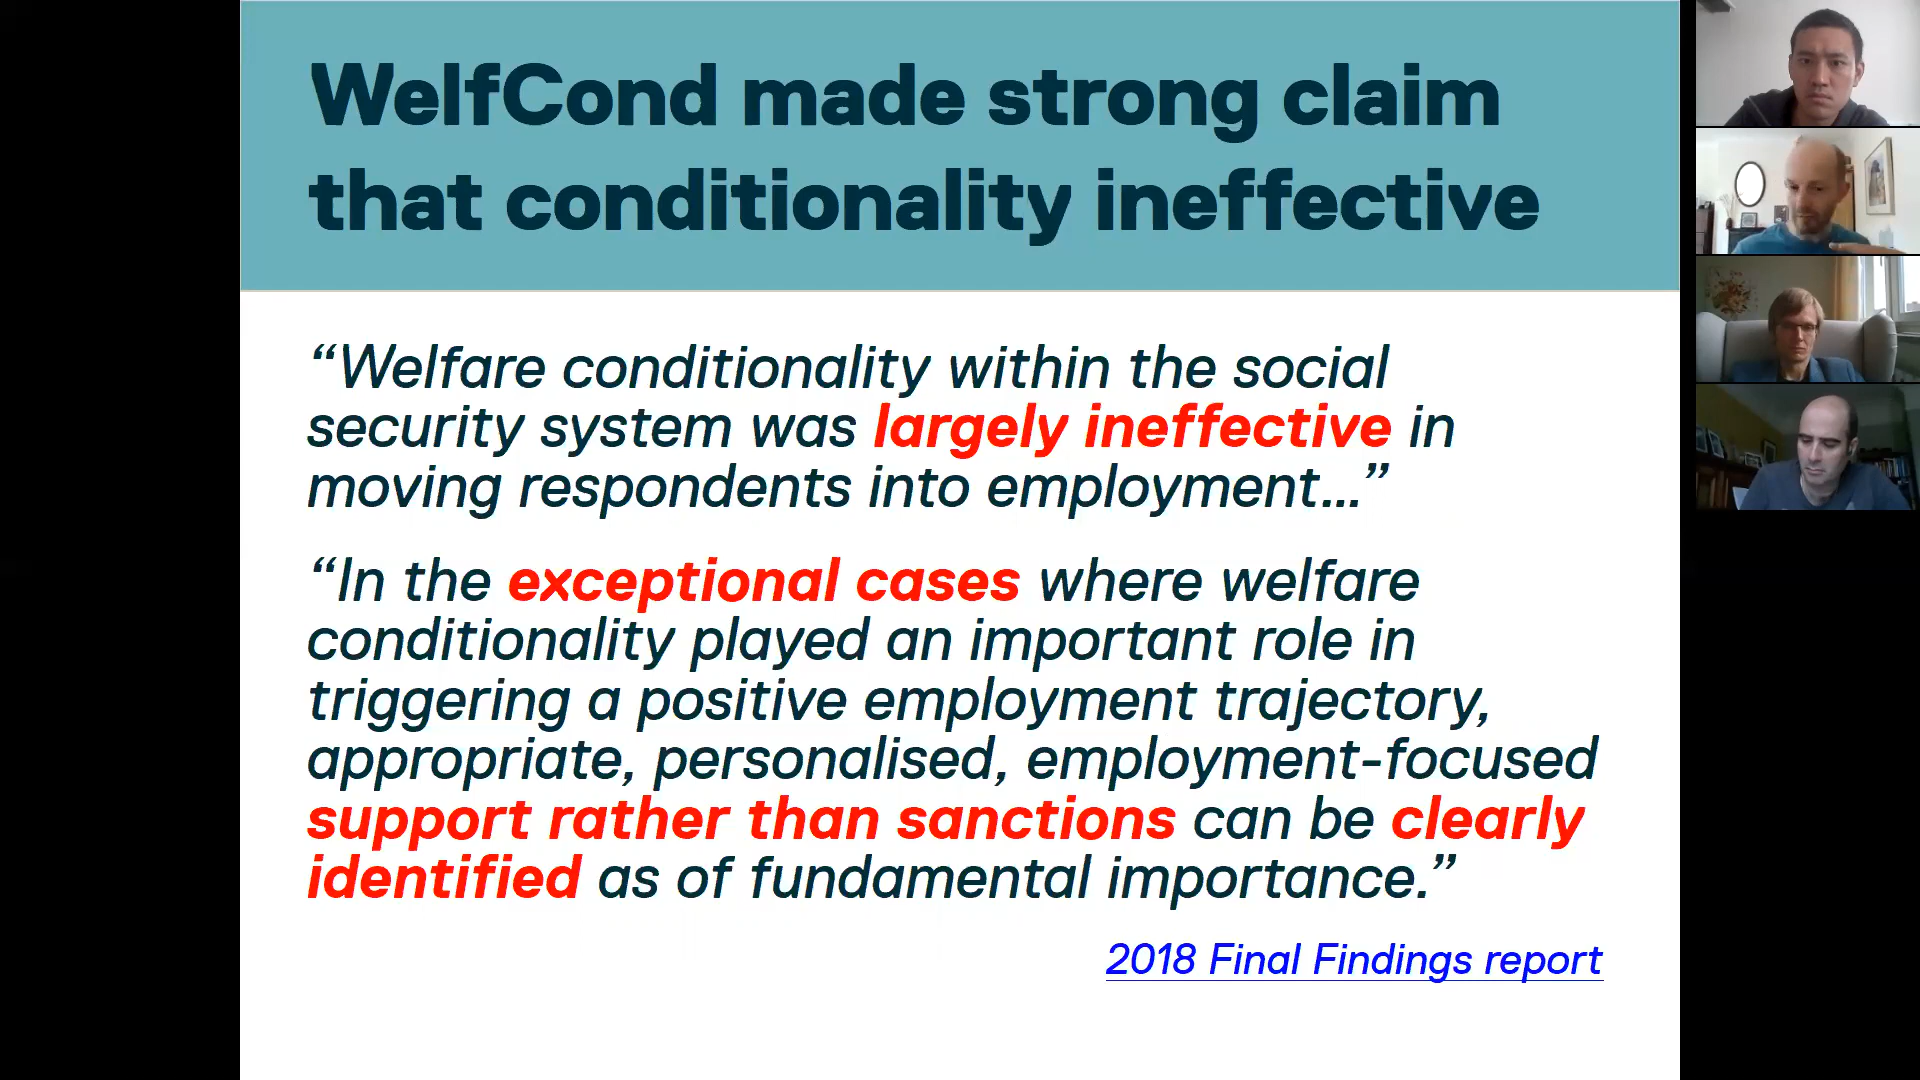 WelfCond made strong claim
that conditionality ineffective
“Welfare conditionality within the social
security system was largely ineffective in
moving respondents into employment...”
“In the exceptional cases where welfare
conditionality played an important role in
triggering a positive employment trajectory,
appropriate, personalised, employment-focused
support rather than sanctions can be clearly
identified as of fundamental importance.”
2018 Final Findings report